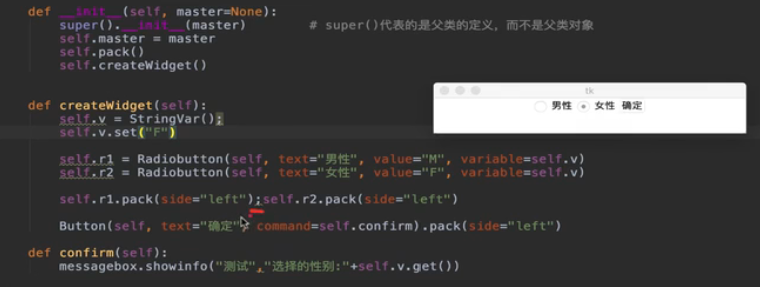 def __init__(self, master=None):
super().__init__(master) # super()代表的是父类的定义，而不是父类对象
self.master = master
self.pack()
self.createWidget()
def createWidget(self):
self.v = StringVar();
self.v.set("F")
self.r1 = Radiobutton(self, text="男性", value="M", variable=self.v)
self.r2 = Radiobutton(self, text="女性", value="F", variable=self.v)
self.r1.pack(side="left");self.r2.pack(side="left")
Button(self, text="确定", command=self.confirm).pack(side="left")
def confirm(self):
messagebox.showinfo("测试","选择的性别:"+self.v.get())
tk
男性 女性 确定